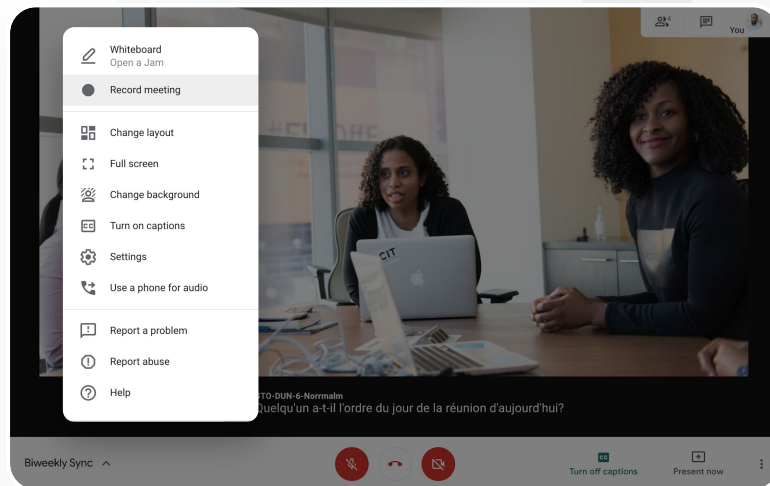 You
Whiteboard
Open a Jam
Record meeting
Change layout
Full screen
Change background
CC Turn on captions
Settings
Use a phone for audio
Report a problem
Report abuse
Help
CIT
STO-DUN-6-Norrmalm
Quelqu'un a-t-il l'ordre du jour de la réunion d'aujourd'hui?
Biweekly Sync
CC
Turn off captions
Present now